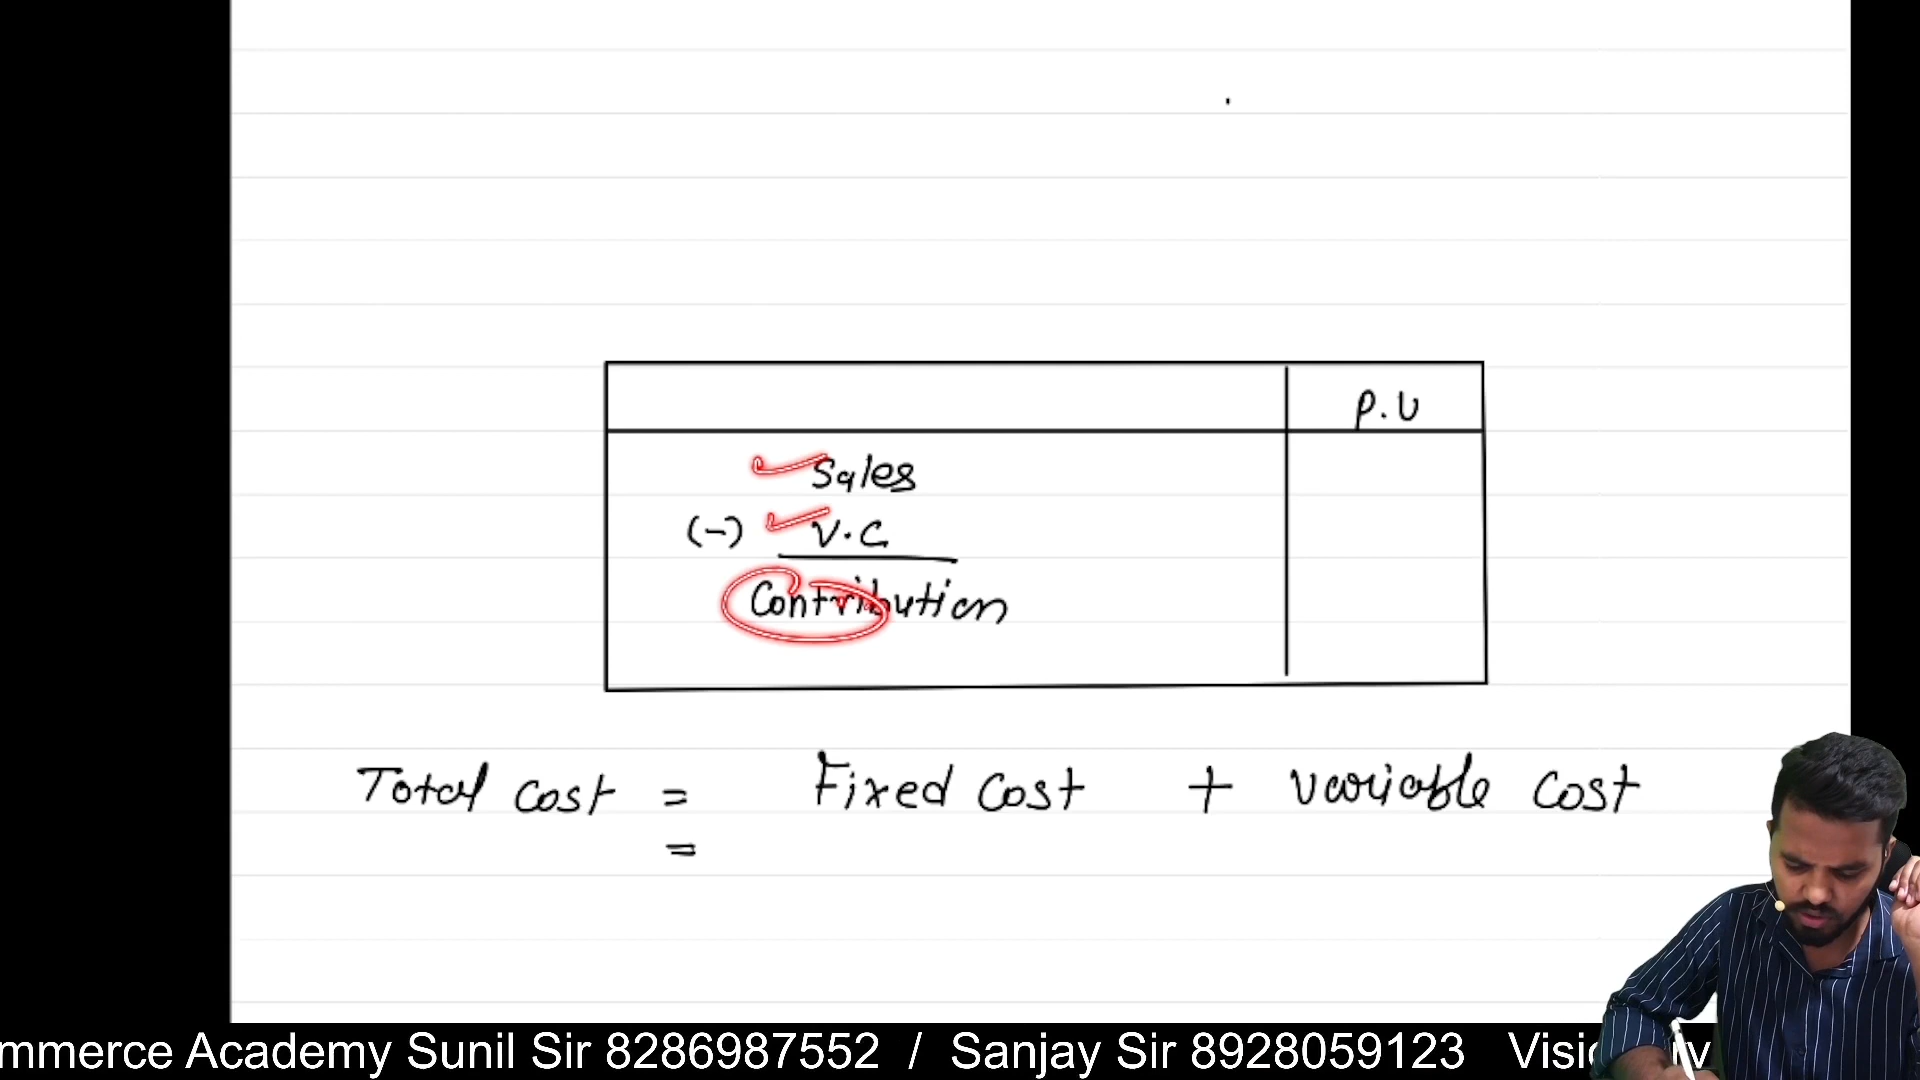 P.U
Sales
(-) V.C
Contribution
Total cost = Fixed cost + variable cost
=
mmerce Academy Sunil Sir 8286987552 / Sanjay Sir 8928059123